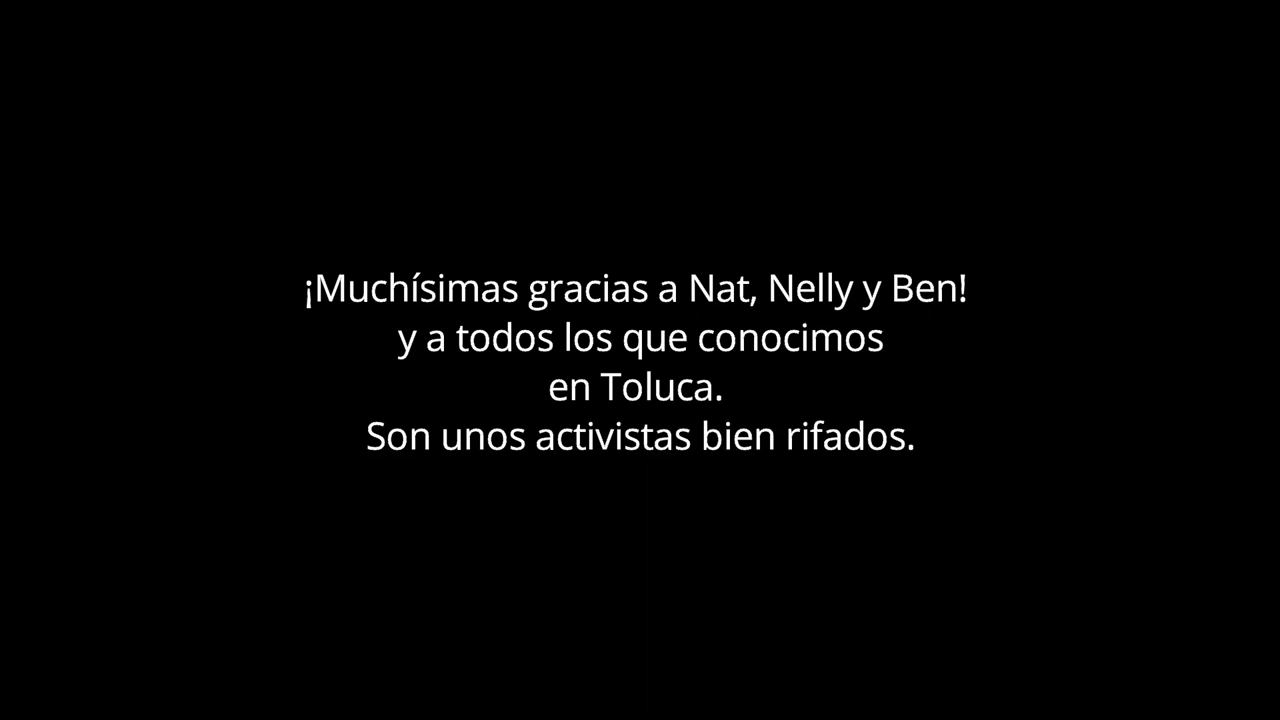 ¡Muchísimas gracias a Nat, Nelly y Ben!
y a todos los que conocimos
en Toluca.
Son unos activistas bien rifados.